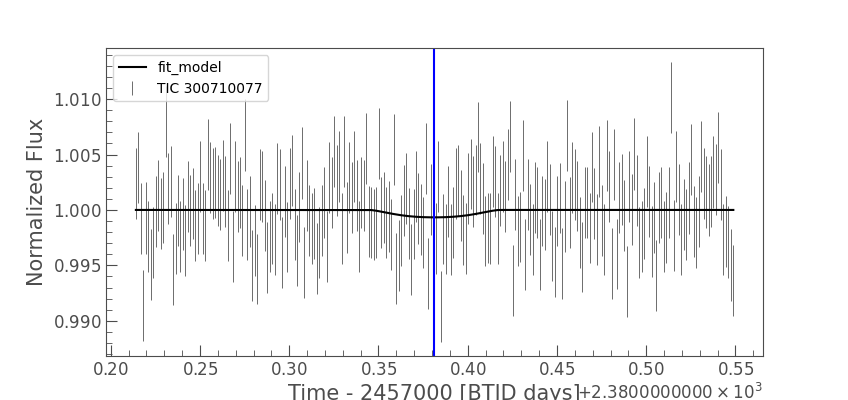 fit_model
TIC 300710077
Normalized Flux
1.010
1.005
1.000
0.995
0.990
0.20 0.25 0.30 0.35 0.40 0.45 0.50 0.55
Time - 2457000 [BTJD days]
+2.3800000000 × 10³